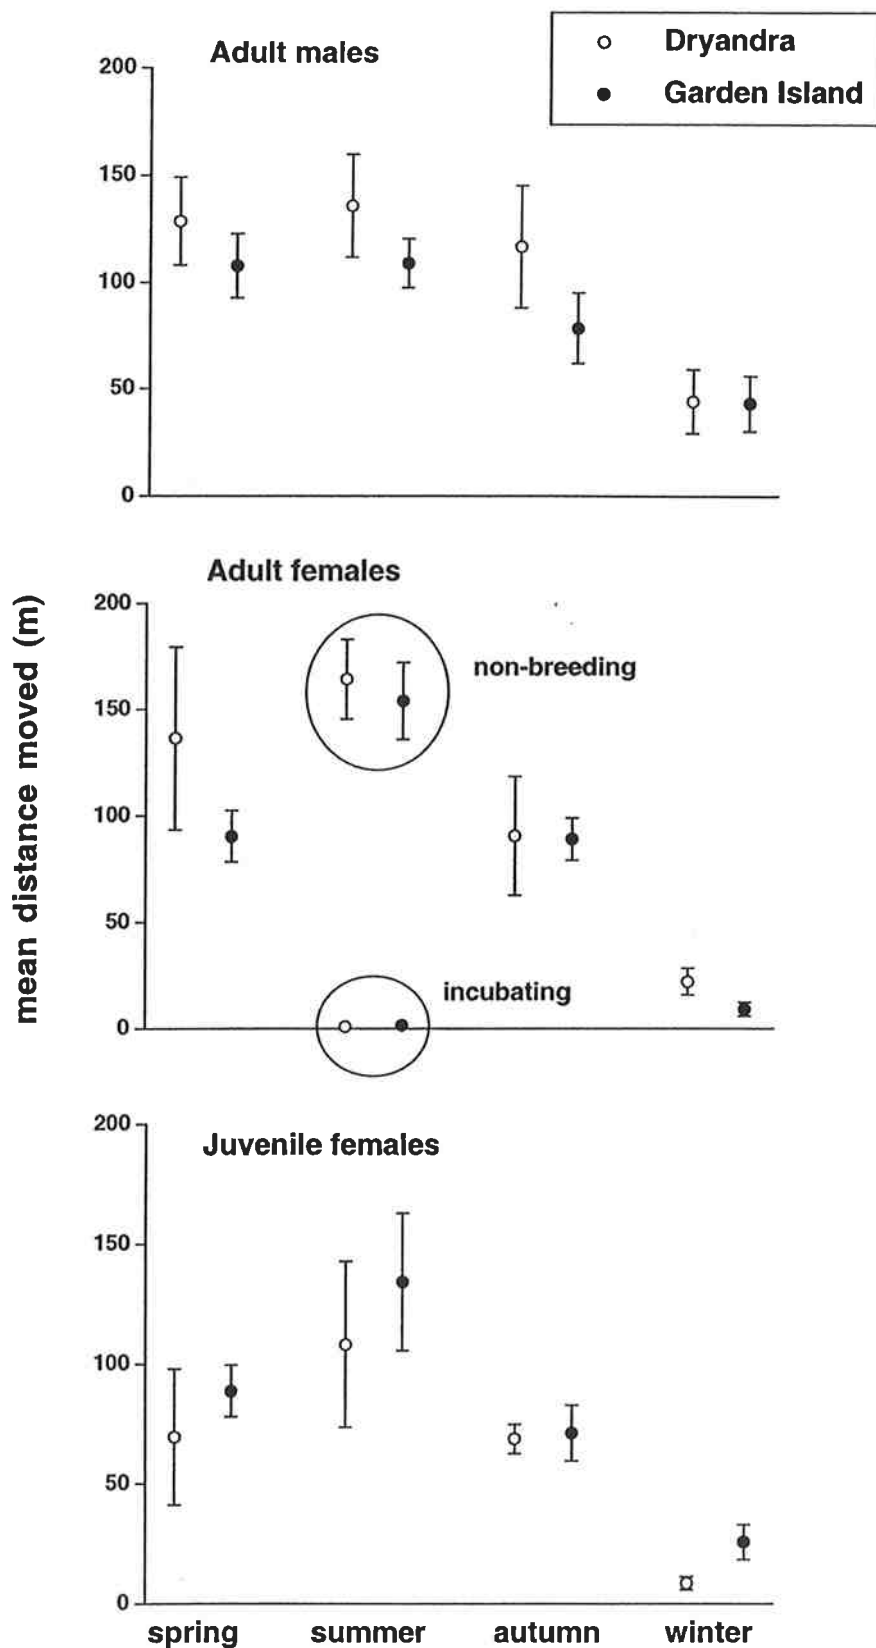 Dryandra
Garden Island
Adult males
200
150
100
50
0
mean distance moved (m)
Adult females
200
150
100
50
0
non-breeding
incubating
Juvenile females
200
150
100
50
0
spring summer autumn winter